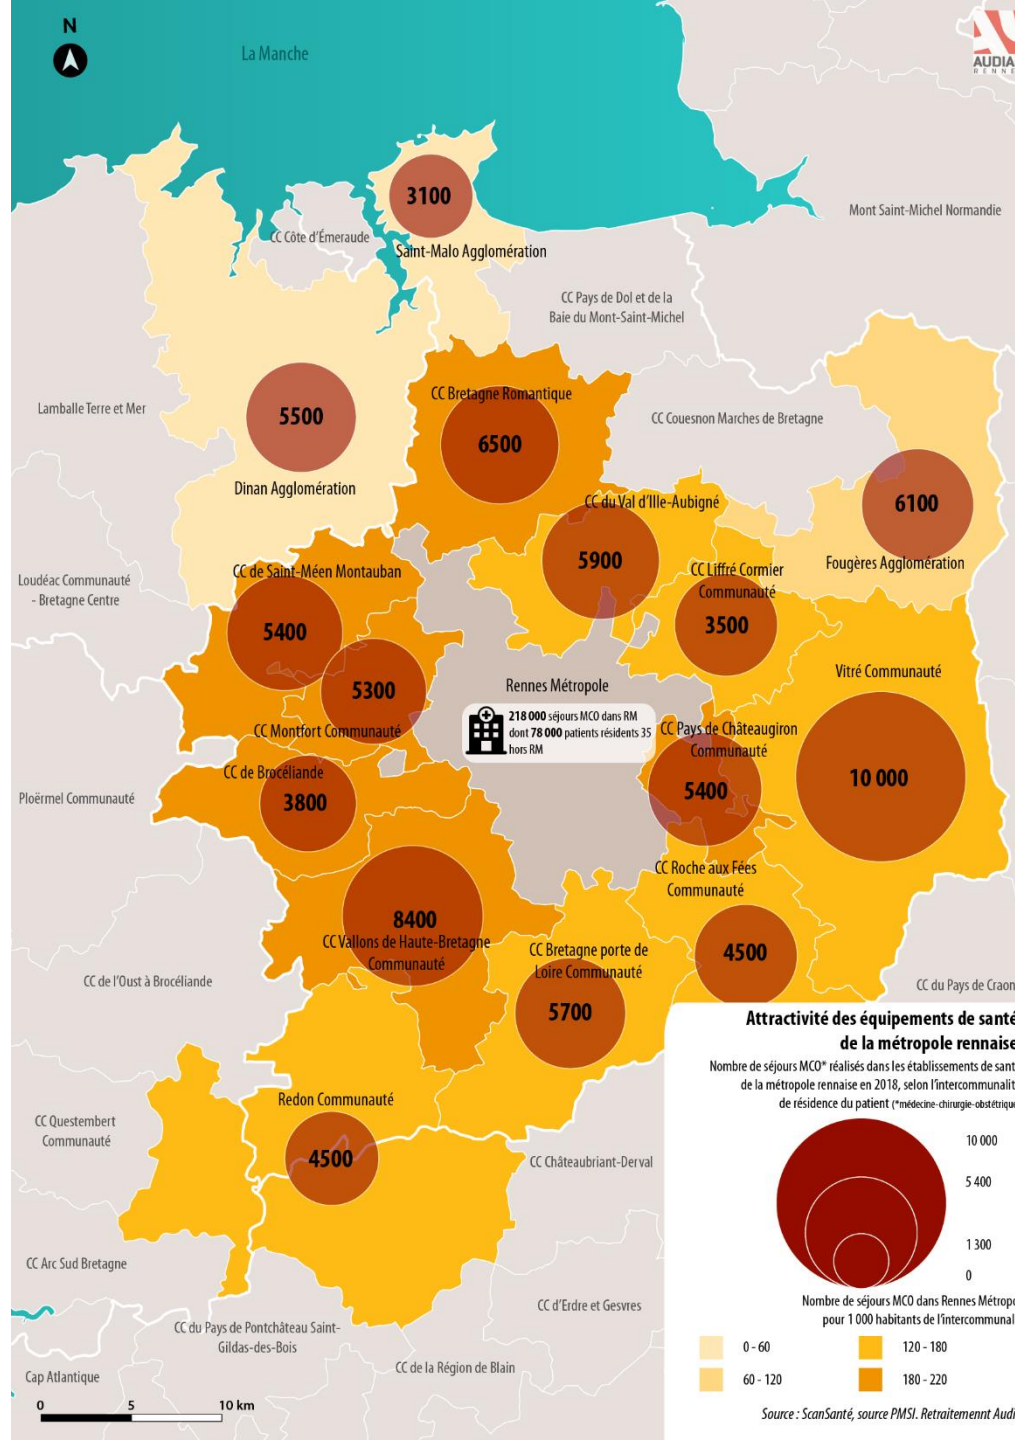 N
La Manche
AUDIA
RENNE
3100
Mont Saint-Michel Normandie
CC Côte d'Émeraude
Saint-Malo Agglomération
CC Pays de Dol et de la
Baie du Mont-Saint-Michel
CC Bretagne Romantique
Lamballe Terre et Mer
5500
CC Couesnon Marches de Bretagne
6500
Dinan Agglomération
CC du Val d'Ille-Aubigné
6100
5900
Fougères Agglomération
CC de Saint-Méen Montauban
CC Liffré Cormier
Communauté
Loudéac Communauté
- Bretagne Centre
5400
3500
Vitré Communauté
5300
Rennes Métropole
218 000 séjours MCO dans RM
dont 78 000 patients résidents 35
hors RM
CC Montfort Communauté
CC Pays de Châteaugiron
Communauté
CC de Brocéliande
10 000
Ploërmel Communauté
3800
5400
CC Roche aux Fées
Communauté
8400
CC Vallons de Haute-Bretagne
Communauté
CC Bretagne porte de
Loire Communauté
4500
CC de l'Oust à Brocéliande
CC du Pays de Craon
5700
Attractivité des équipements de santé
de la métropole rennaise
Nombre de séjours MCO* réalisés dans les établissements de sant
de la métropole rennaise en 2018, selon l'intercommunalit
de résidence du patient (*médecine-chirurgie-obstétrique
Redon Communauté
CC Questembert
Communauté
4500
CC Châteaubriant-Derval
10 000
5 400
1 300
0
CC Arc Sud Bretagne
CC d'Erdre et Gesvres
Nombre de séjours MCO dans Rennes Métropo
pour 1 000 habitants de l'intercommunal
CC du Pays de Pontchâteau Saint-
Gildas-des-Bois
CC de la Région de Blain
0 - 60
120 - 180
60 - 120
180 - 220
Cap Atlantique
0 5 10 km
Source : ScanSanté, source PMSI. Retraitemennt Audi